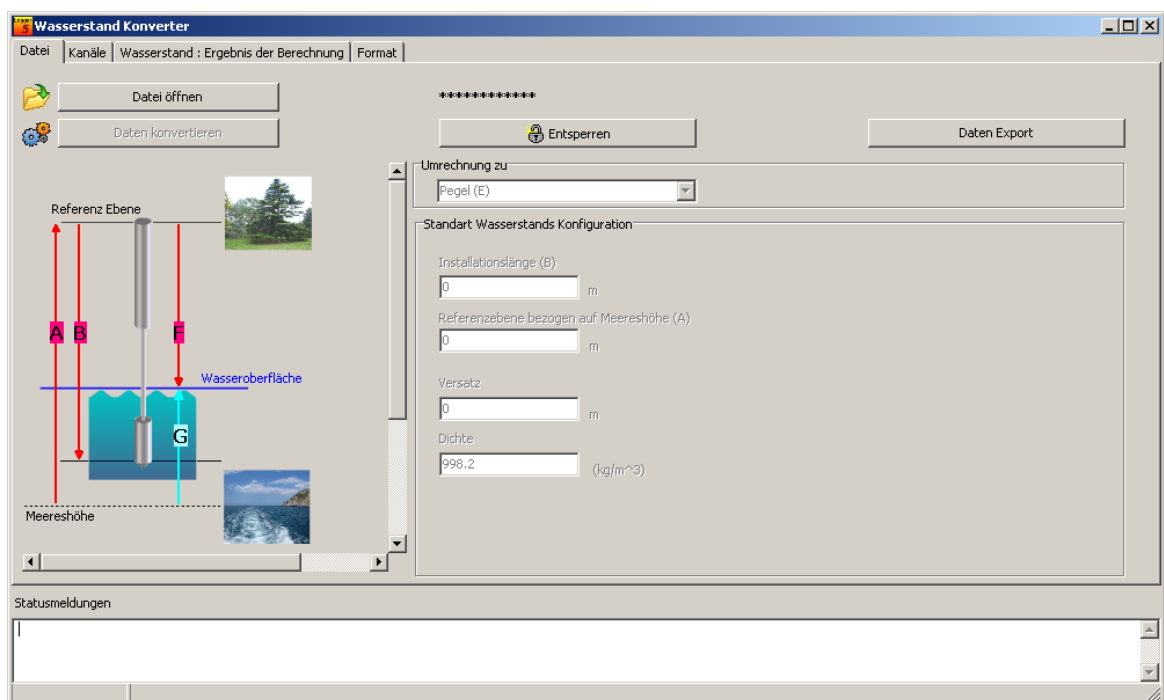 Logger 5 Wasserstand Konverter
Datei Kanäle Wasserstand : Ergebnis der Berechnung Format
Datei öffnen
************
Daten konvertieren
Entsperren
Daten Export
Umrechnung zu
Pegel (E)
Referenz Ebene
A B F
Wasseroberfläche
G
Meereshöhe
Standart Wasserstands Konfiguration
Installationslänge (B)
0 m
Referenzebene bezogen auf Meereshöhe (A)
0 m
Versatz
0 m
Dichte
998.2 (kg/m^3)
Statusmeldungen